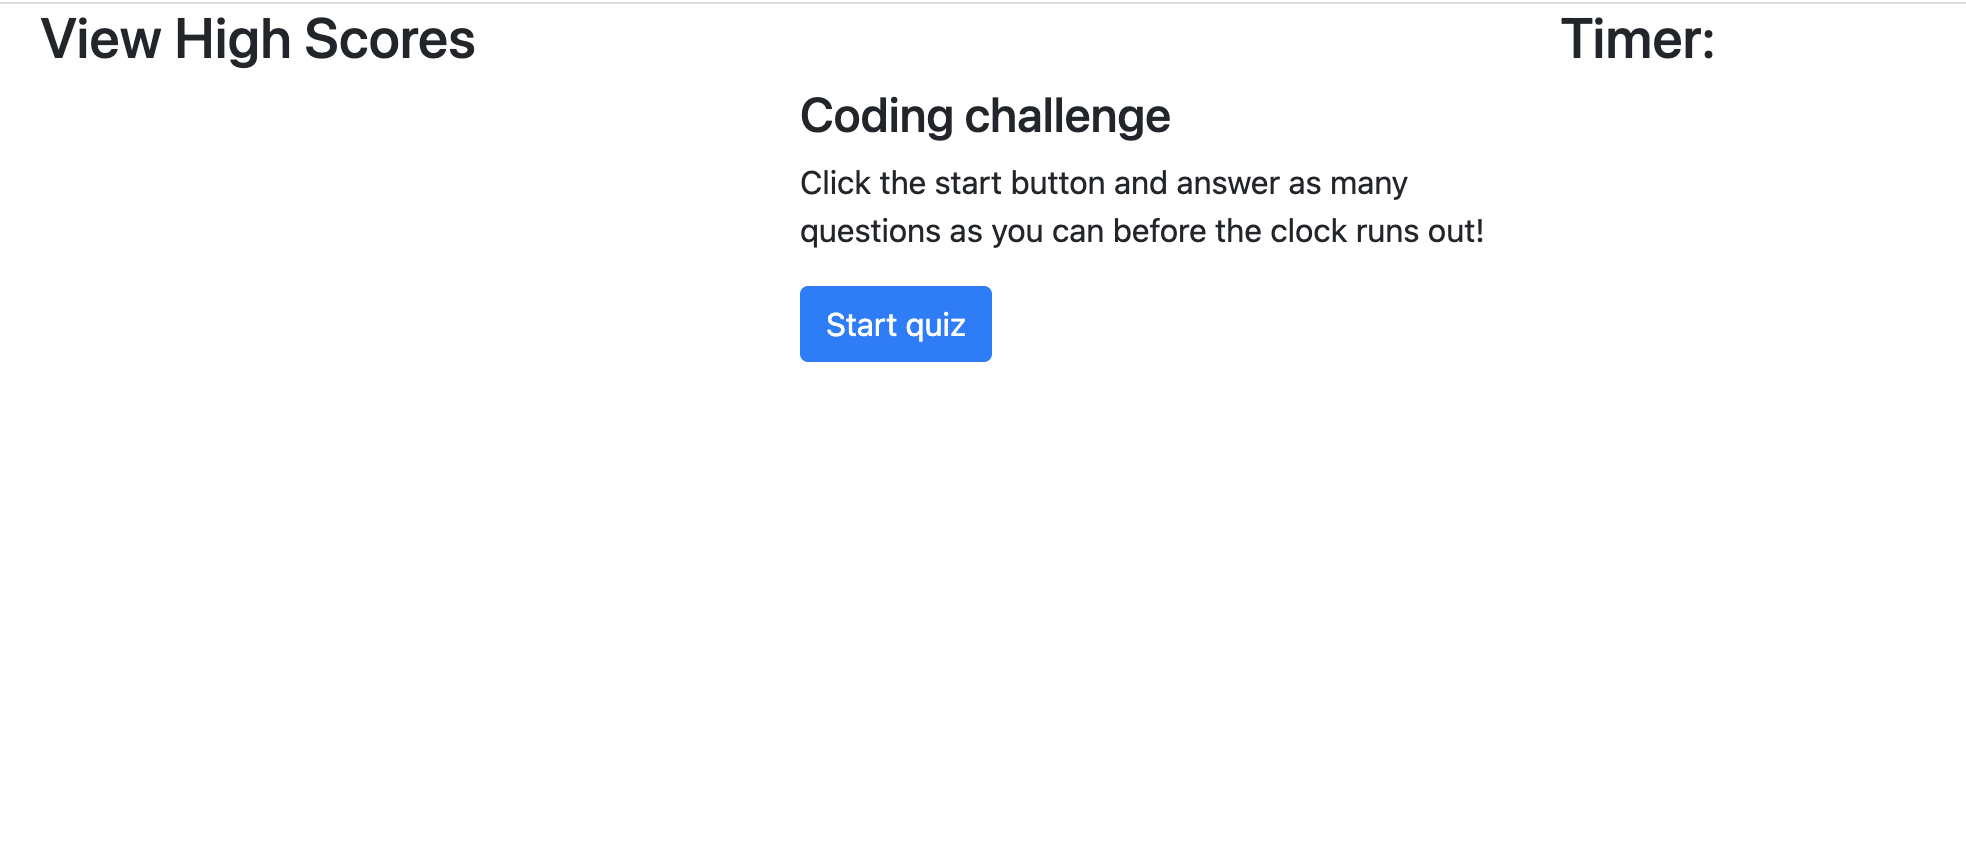 View High Scores
Timer:
Coding challenge
Click the start button and answer as many
questions as you can before the clock runs out!
Start quiz